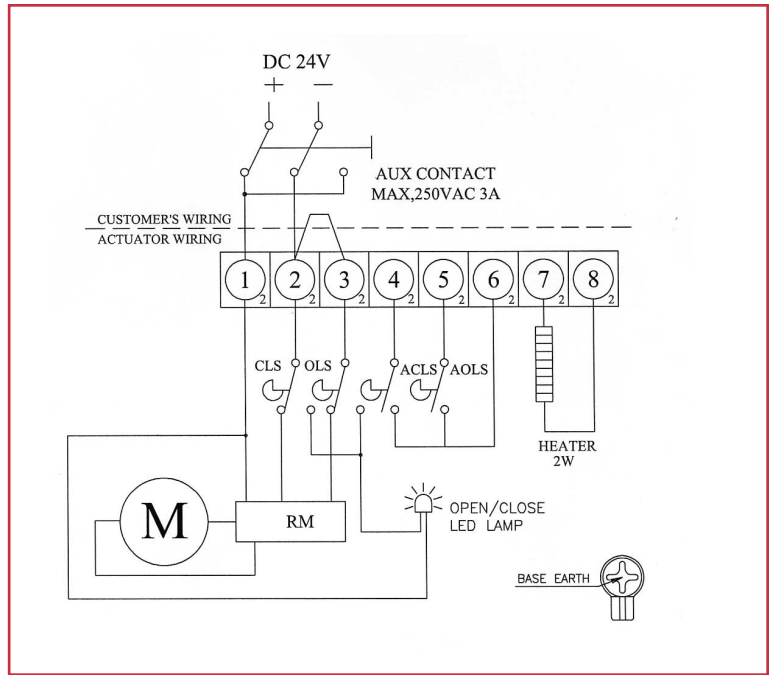 DC 24V
+ −
AUX CONTACT
MAX,250VAC 3A
CUSTOMER'S WIRING
ACTUATOR WIRING
1 2 3 4 5 6 7 8
2 2 2 2 2 2 2 2
CLS OLS ACLS AOLS
HEATER
2W
M
RM
OPEN/CLOSE
LED LAMP
BASE EARTH